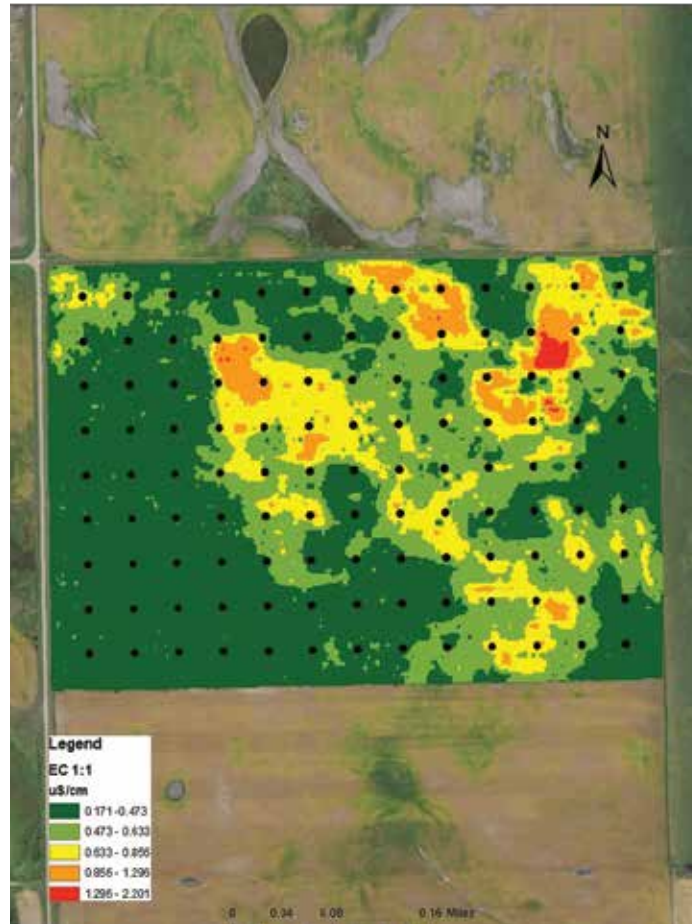 N
Legend
EC 1:1
uS/cm
0.171 - 0.473
0.473 - 0.633
0.633 - 0.856
0.856 - 1.296
1.296 - 2.201
0 0.04 0.08 0.16 Miles